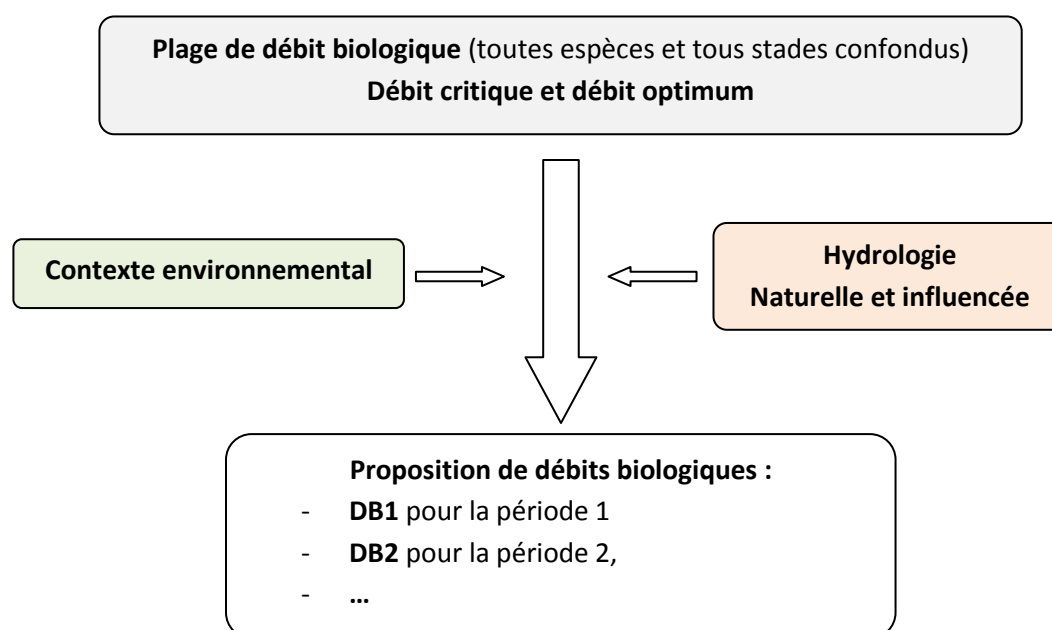 Plage de débit biologique (toutes espèces et tous stades confondus)
Débit critique et débit optimum
Contexte environnemental
Hydrologie
Naturelle et influencée
Proposition de débits biologiques :
- DB1 pour la période 1
- DB2 pour la période 2,
- …